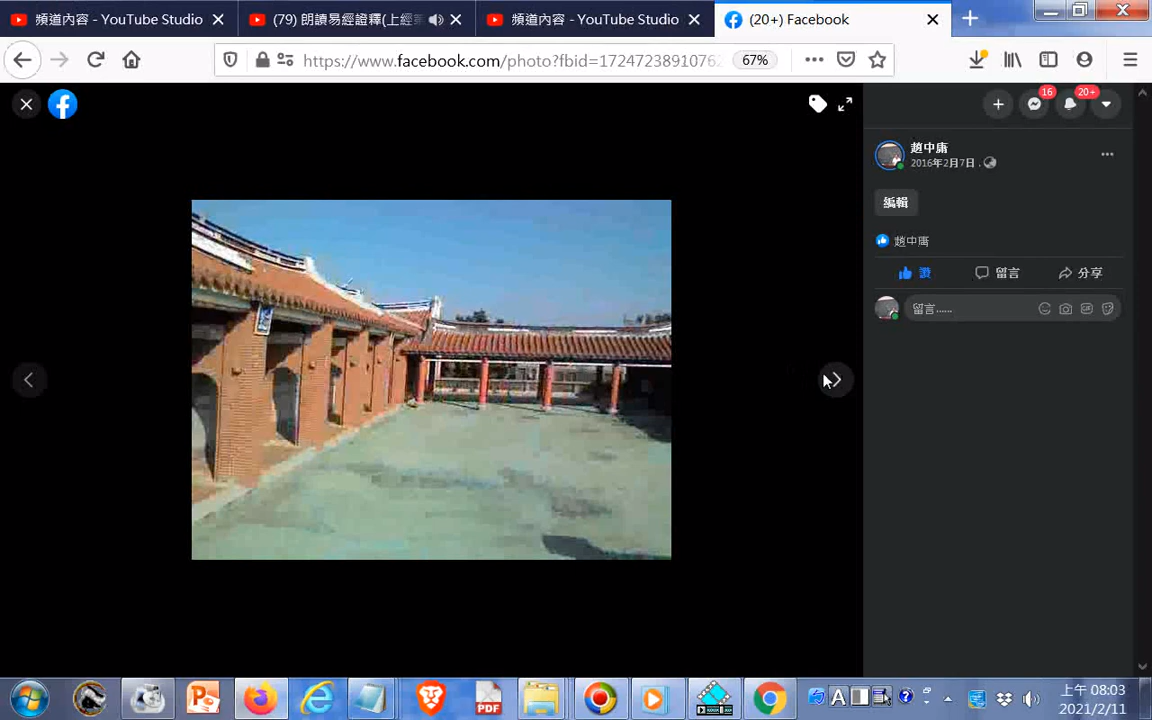 頻道內容 - YouTube Studio
(79) 朗讀易經證釋(上經
頻道內容 - YouTube Studio
(20+) Facebook
https://www.facebook.com/photo?fbid=17247238910762
67%
16
20+
趙中庸
2016年2月7日 .
編輯
趙中庸
讚
留言
分享
留言......
GIF
PDF
A
上午 08:03
2021/2/11